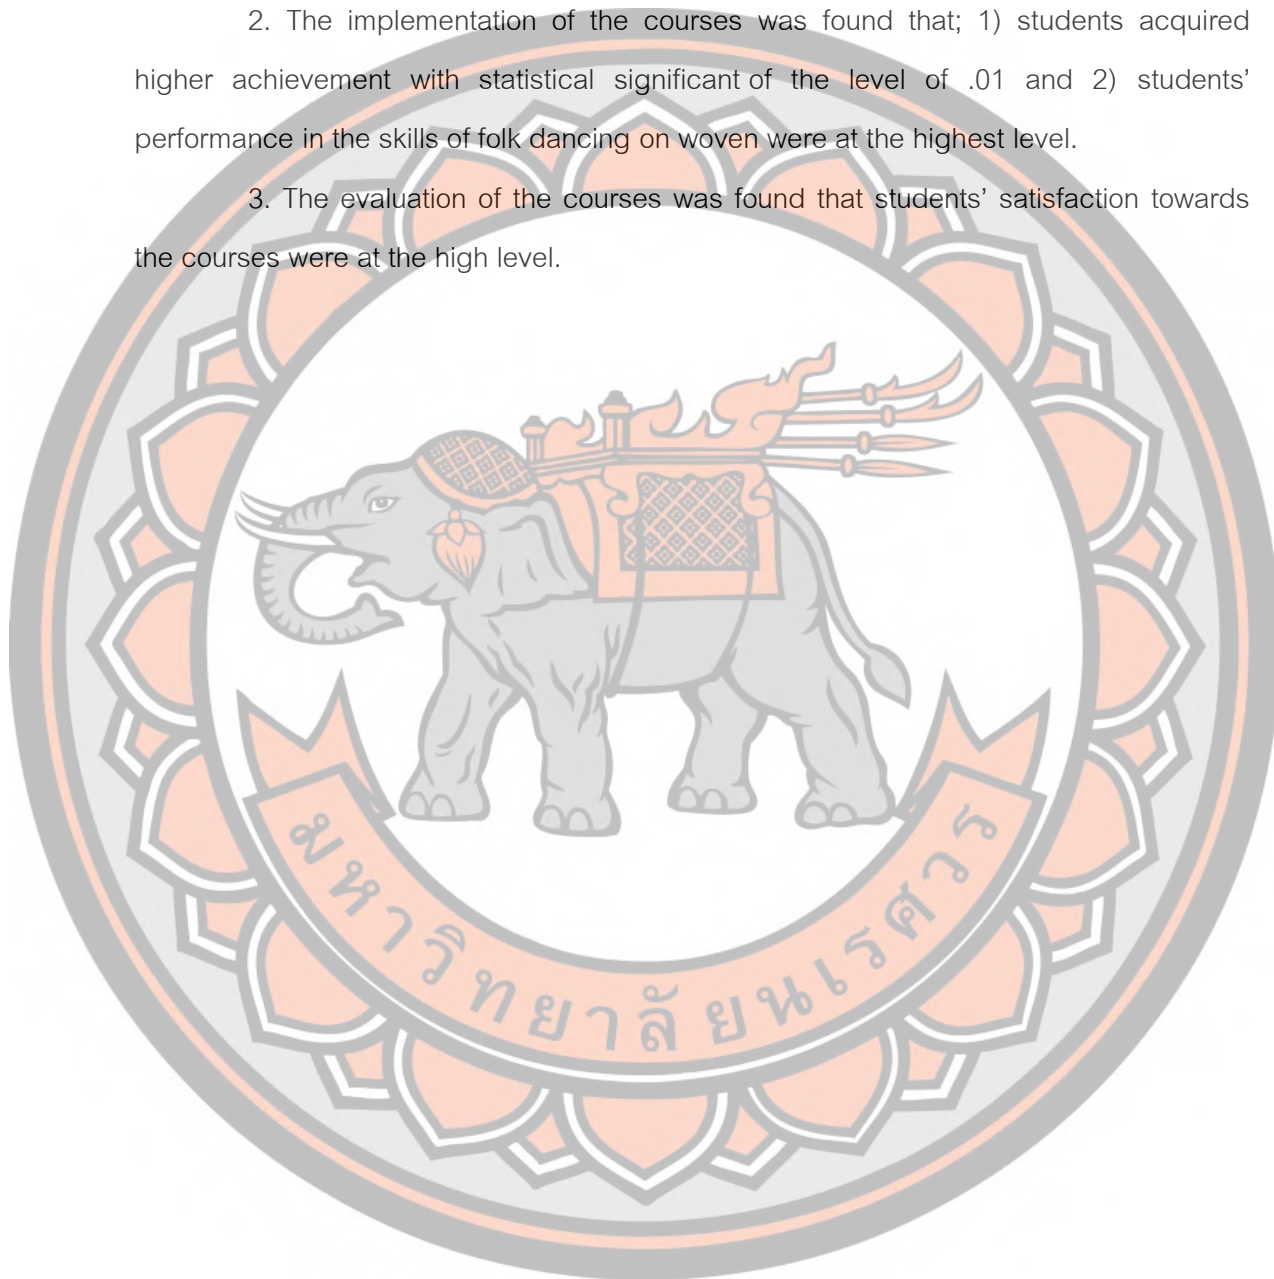 2. The implementation of the courses was found that; 1) students acquired
higher achievement with statistical significant of the level of .01 and 2) students’
performance in the skills of folk dancing on woven were at the highest level.
3. The evaluation of the courses was found that students’ satisfaction towards
the courses were at the high level.
มหาวิทยาลัยนเรศวร